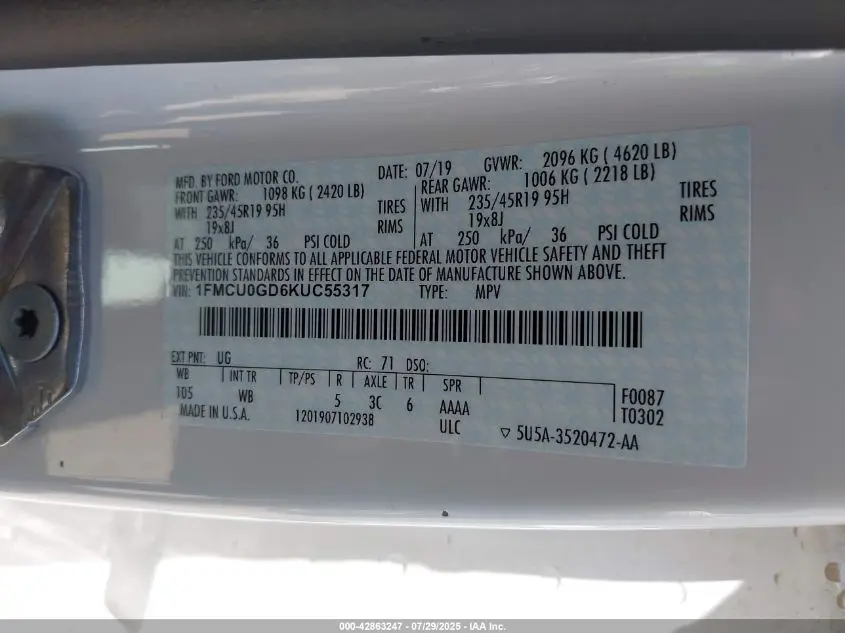 MFD. BY FORD MOTOR CO. DATE: 07/19 GVWR: 2096 KG ( 4620 LB)
FRONT GAWR: 1098 KG ( 2420 LB) REAR GAWR: 1006 KG ( 2218 LB)
WITH 235/45R19 95H TIRES WITH 235/45R19 95H TIRES
19x8J RIMS 19x8J RIMS
AT 250 kPa/ 36 PSI COLD AT 250 kPa/ 36 PSI COLD
THIS VEHICLE CONFORMS TO ALL APPLICABLE FEDERAL MOTOR VEHICLE SAFETY AND THEFT
PREVENTION STANDARDS IN EFFECT ON THE DATE OF MANUFACTURE SHOWN ABOVE.
VIN: 1FMCU0GD6KUC55317 TYPE: MPV
EXT PNT: UG RC: 71 DSO:
WB INT TR TP/PS R AXLE TR SPR
105 WB 5 3C 6 AAAA F0087
MADE IN U.S.A. 1201907102938 ULC T0302
▽ 5U5A-3520472-AA
000-42863247 - 07/29/2025 - IAA Inc.